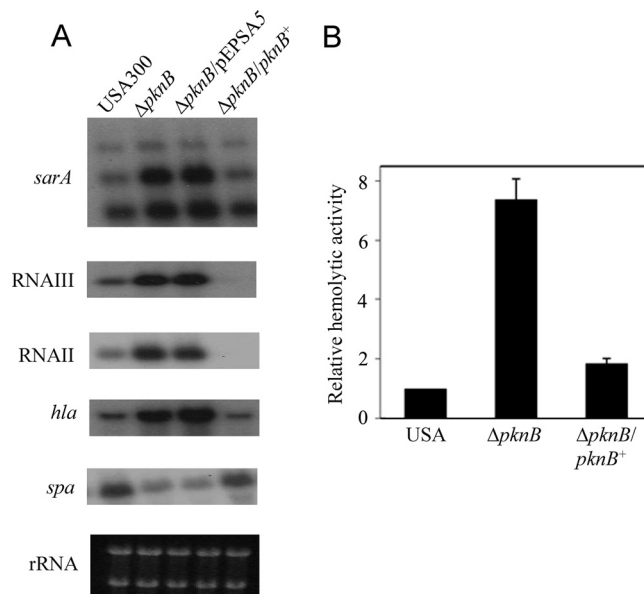 A
USA300
ΔpknB
ΔpknB/pEPSA5
ΔpknB/pknB⁺
sarA
RNAIII
RNAII
hla
spa
rRNA
B
Relative hemolytic activity
8
6
4
2
0
USA
ΔpknB
ΔpknB/
pknB⁺